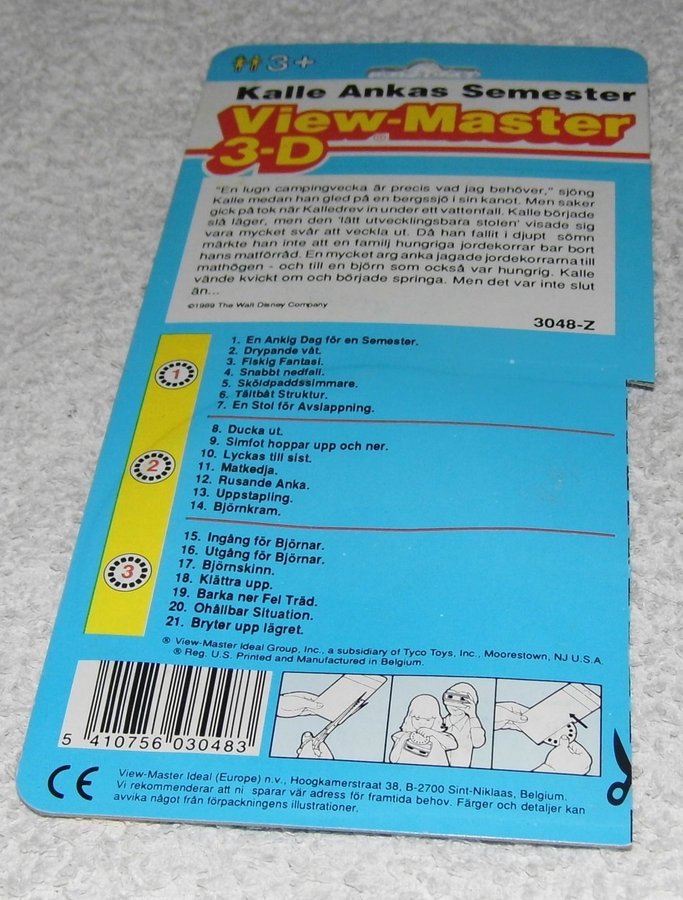 3+
Kalle Ankas Semester
View-Master
®
3-D
"En lugn campingvecka är precis vad jag behöver," sjöng
Kalle medan han gled på en bergssjö i sin kanot. Men saker
gick på tok när Kalledrev in under ett vattenfall. Kalle började
slå läger, men den 'lätt utvecklingsbara stolen' visade sig
vara mycket svår att veckla ut. Då han fallit i djupt sömn
märkte han inte att en familj hungriga jordekorrar bar bort
hans matförråd. En mycket arg anka jagade jordekorrarna till
mathögen - och till en björn som också var hungrig. Kalle
vände kvickt om och började springa. Men det var inte slut
än...
©1989 The Walt Disney Company
3048-Z
1
1. En Ankig Dag för en Semester.
2. Drypande våt.
3. Fiskig Fantasi.
4. Snabbt nedfall.
5. Sköldpaddssimmare.
6. Tältbåt Struktur.
7. En Stol för Avslappning.
2
8. Ducka ut.
9. Simfot hoppar upp och ner.
10. Lyckas till sist.
11. Matkedja.
12. Rusande Anka.
13. Uppstapling.
14. Björnkram.
3
15. Ingång för Björnar.
16. Utgång för Björnar.
17. Björnskinn.
18. Klättra upp.
19. Barka ner Fel Träd.
20. Ohållbar Situation.
21. Bryter upp lägret.
® View-Master Ideal Group, Inc., a subsidiary of Tyco Toys, Inc., Moorestown, NJ U.S.A.
® Reg. U.S. Printed and Manufactured in Belgium.
5 410756 030483
CE
View-Master Ideal (Europe) n.v., Hoogkamerstraat 38, B-2700 Sint-Niklaas, Belgium.
Vi rekommenderar att ni sparar vår adress för framtida behov. Färger och detaljer kan
avvika något från förpackningens illustrationer.